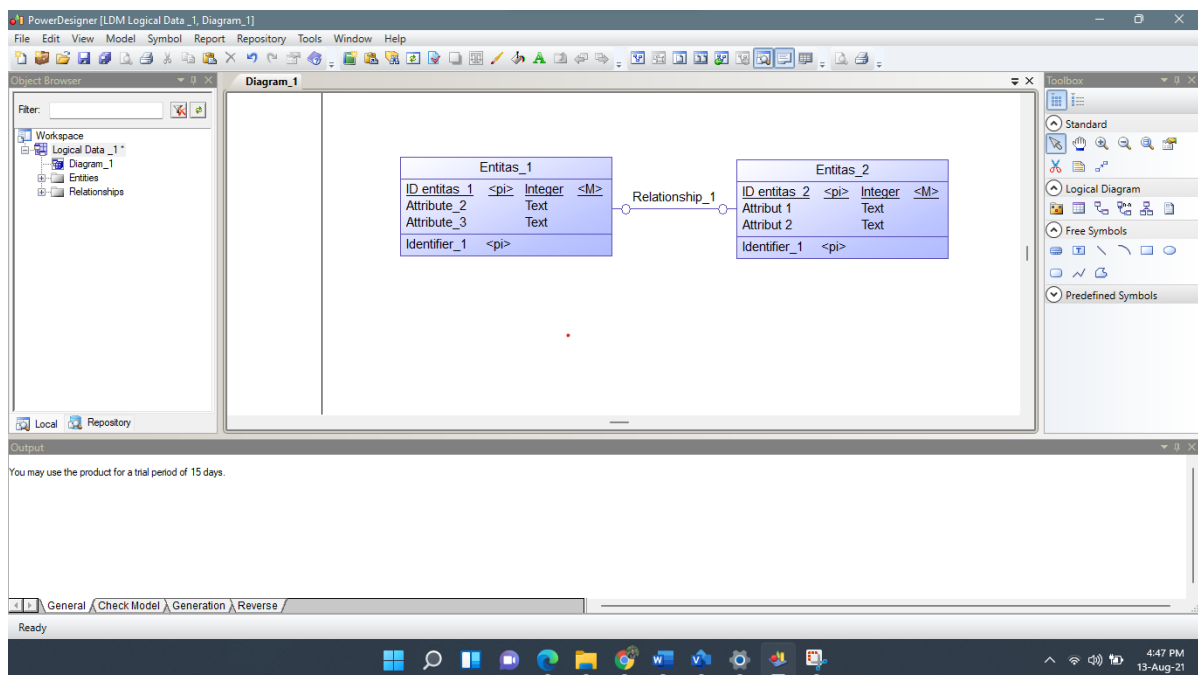 PowerDesigner [LDM Logical Data _1, Diagram_1]
File Edit View Model Symbol Report Repository Tools Window Help
Object Browser
Diagram_1
Toolbox
Filter:
Workspace
Logical Data _1 *
Diagram_1
Entities
Relationships
Local Repository
Entitas_1
ID entitas 1 <pi> Integer <M>
Attribute_2 Text
Attribute_3 Text
Identifier_1 <pi>
Relationship_1
Entitas_2
ID entitas 2 <pi> Integer <M>
Attribut 1 Text
Attribut 2 Text
Identifier_1 <pi>
Standard
Logical Diagram
Free Symbols
Predefined Symbols
Output
You may use the product for a trial period of 15 days.
General Check Model Generation Reverse
Ready
4:47 PM
13-Aug-21